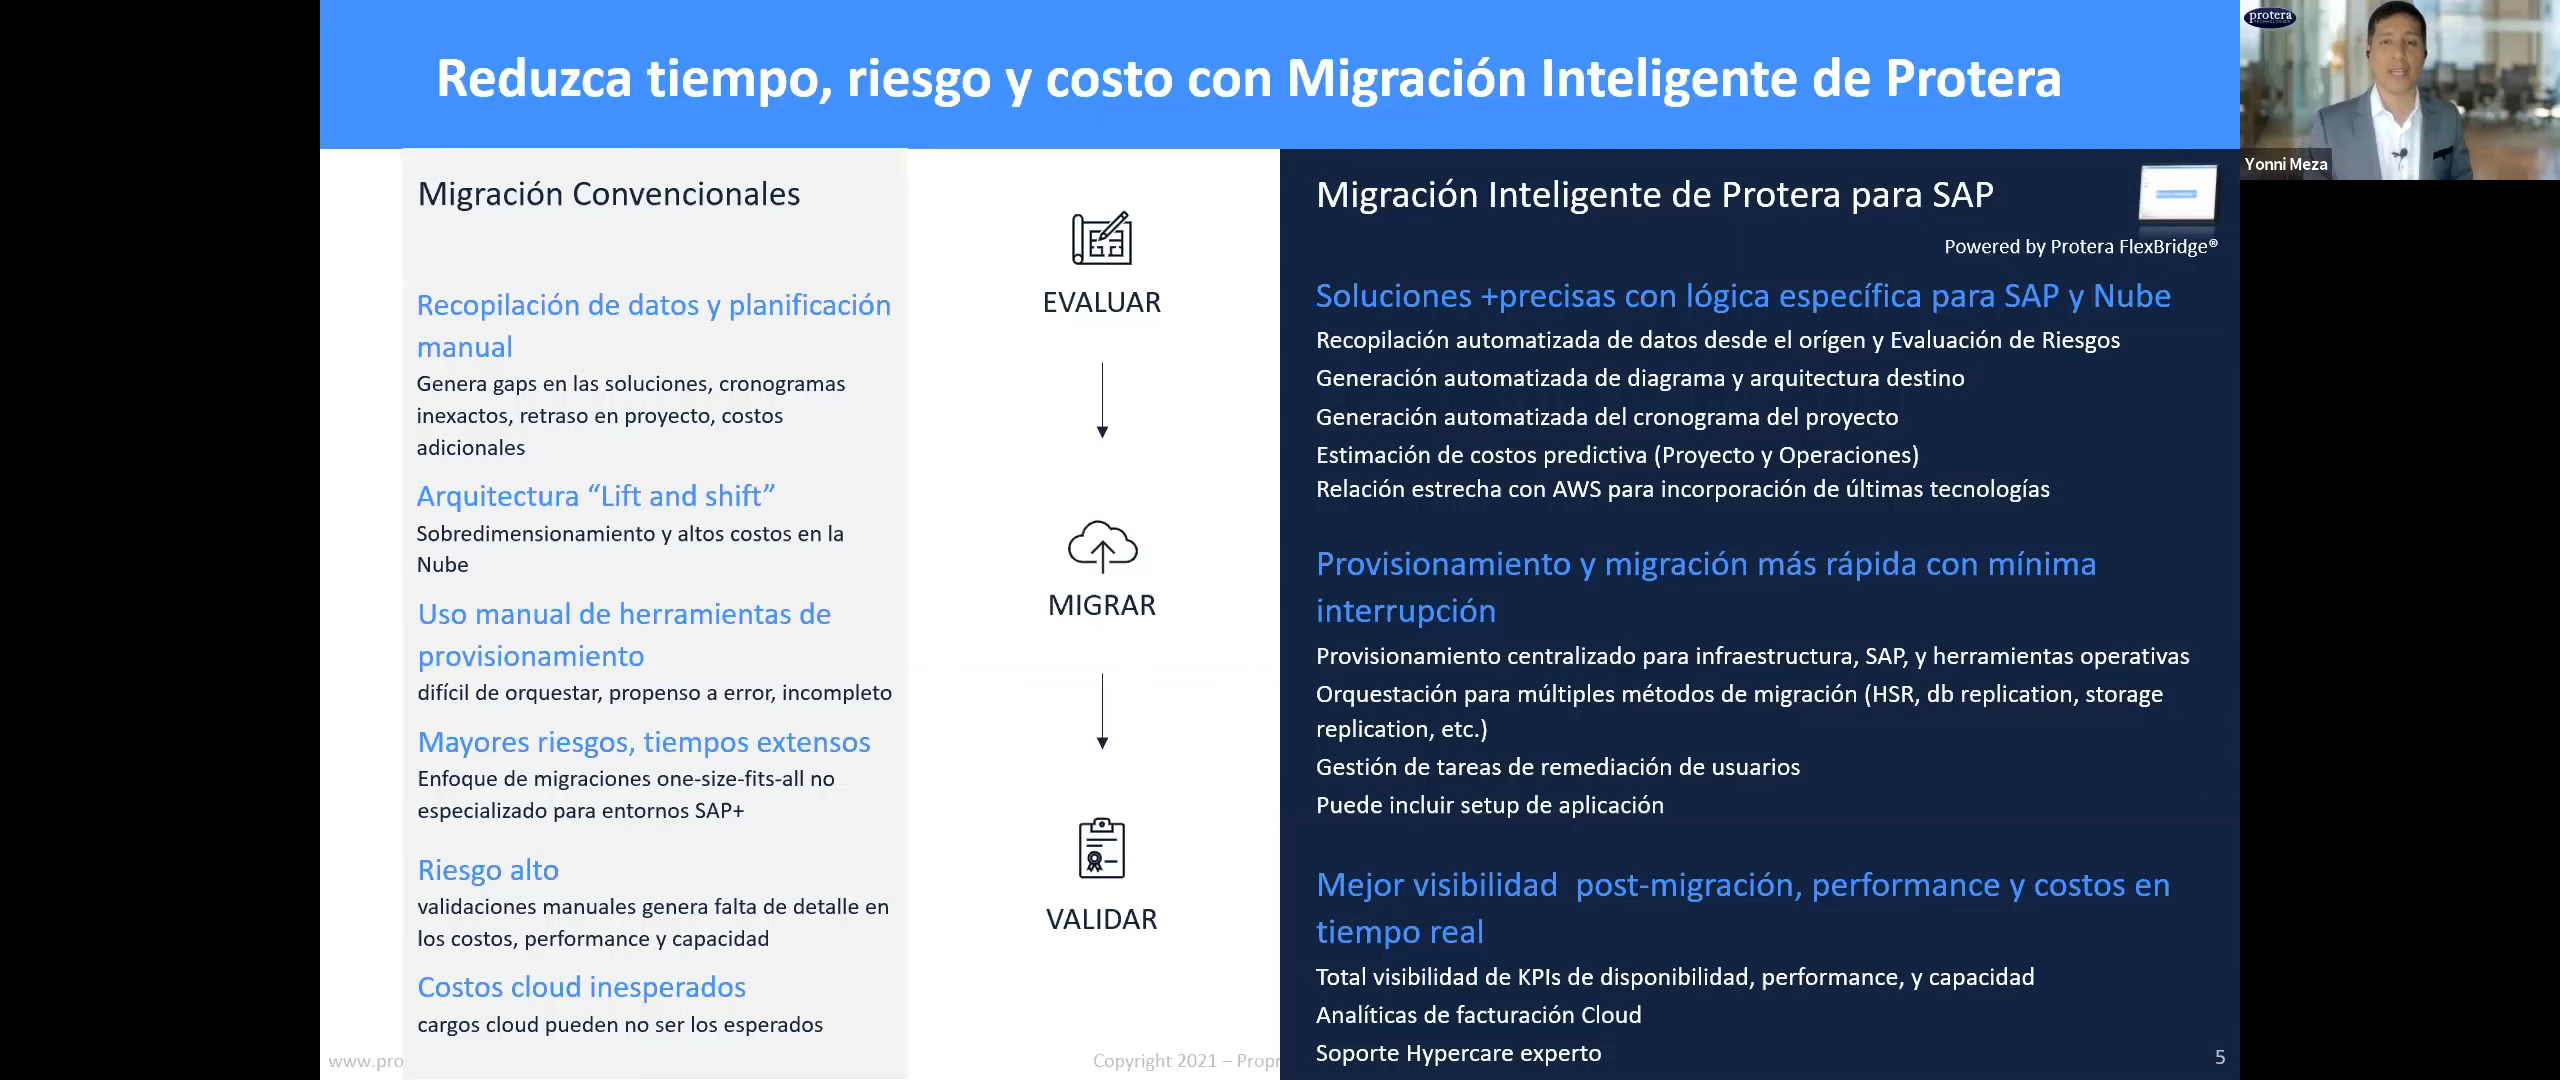 Reduzca tiempo, riesgo y costo con Migración Inteligente de Protera
protera
Yonni Meza
Migración Convencionales
Recopilación de datos y planificación
manual
Genera gaps en las soluciones, cronogramas
inexactos, retraso en proyecto, costos
adicionales
Arquitectura “Lift and shift”
Sobredimensionamiento y altos costos en la
Nube
Uso manual de herramientas de
provisionamiento
difícil de orquestar, propenso a error, incompleto
Mayores riesgos, tiempos extensos
Enfoque de migraciones one-size-fits-all no
especializado para entornos SAP+
Riesgo alto
validaciones manuales genera falta de detalle en
los costos, performance y capacidad
Costos cloud inesperados
cargos cloud pueden no ser los esperados
EVALUAR
MIGRAR
VALIDAR
Migración Inteligente de Protera para SAP
Powered by Protera FlexBridge®
Soluciones +precisas con lógica específica para SAP y Nube
Recopilación automatizada de datos desde el orígen y Evaluación de Riesgos
Generación automatizada de diagrama y arquitectura destino
Generación automatizada del cronograma del proyecto
Estimación de costos predictiva (Proyecto y Operaciones)
Relación estrecha con AWS para incorporación de últimas tecnologías
Provisionamiento y migración más rápida con mínima
interrupción
Provisionamiento centralizado para infraestructura, SAP, y herramientas operativas
Orquestación para múltiples métodos de migración (HSR, db replication, storage
replication, etc.)
Gestión de tareas de remediación de usuarios
Puede incluir setup de aplicación
Mejor visibilidad  post-migración, performance y costos en
tiempo real
Total visibilidad de KPIs de disponibilidad, performance, y capacidad
Analíticas de facturación Cloud
Soporte Hypercare experto
www.pro
Copyright 2021 – Propr
5